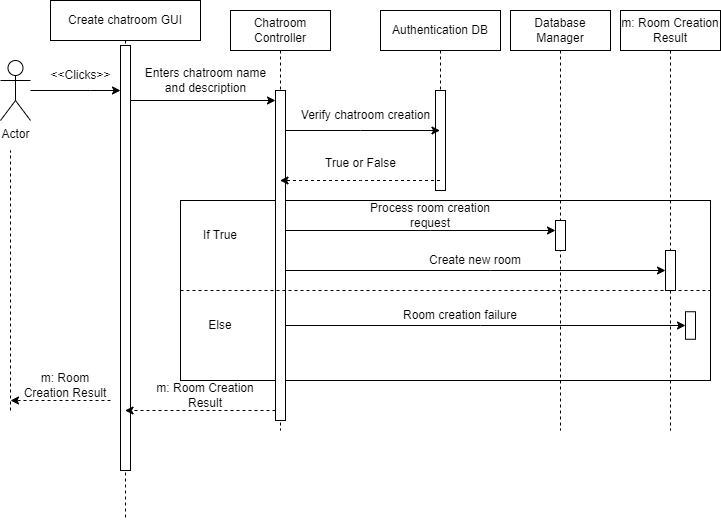 Create chatroom GUI
Chatroom
Controller
Authentication DB
Database
Manager
m: Room Creation
Result
<<Clicks>>
Actor
Enters chatroom name
and description
Verify chatroom creation
True or False
Process room creation
request
If True
Create new room
Else
Room creation failure
m: Room
Creation Result
m: Room Creation
Result